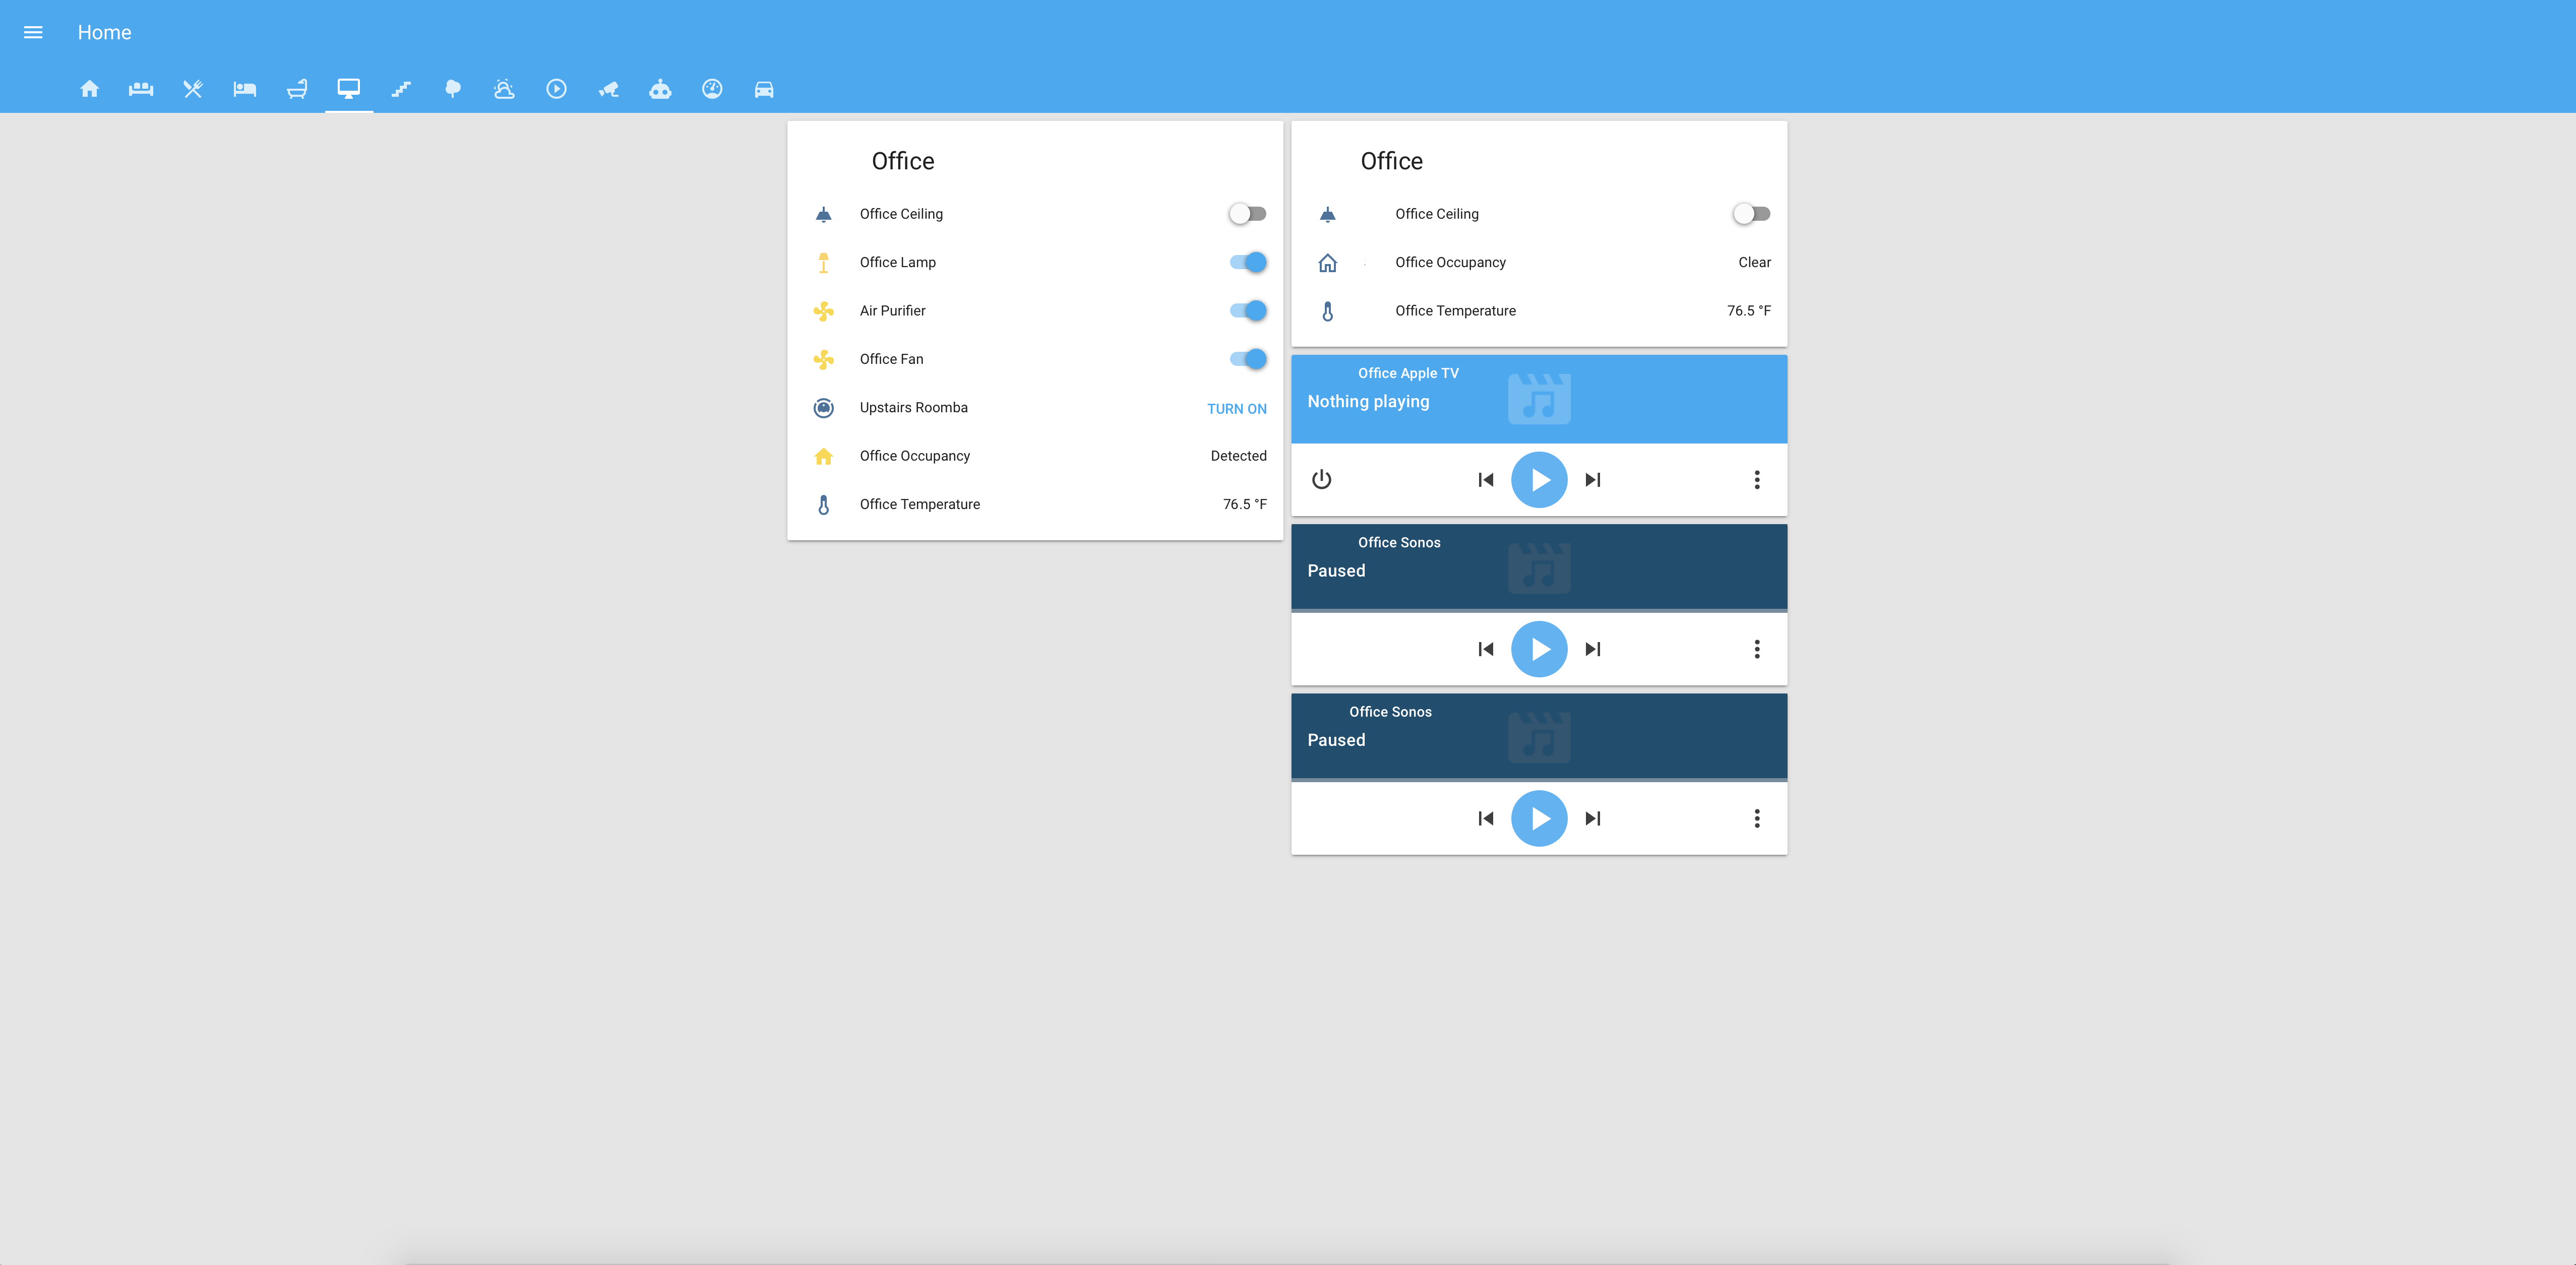 Home
Office
Office Ceiling
Office Lamp
Air Purifier
Office Fan
Upstairs Roomba TURN ON
Office Occupancy Detected
Office Temperature 76.5 °F
Office
Office Ceiling
Office Occupancy Clear
Office Temperature 76.5 °F
Office Apple TV
Nothing playing
Office Sonos
Paused
Office Sonos
Paused